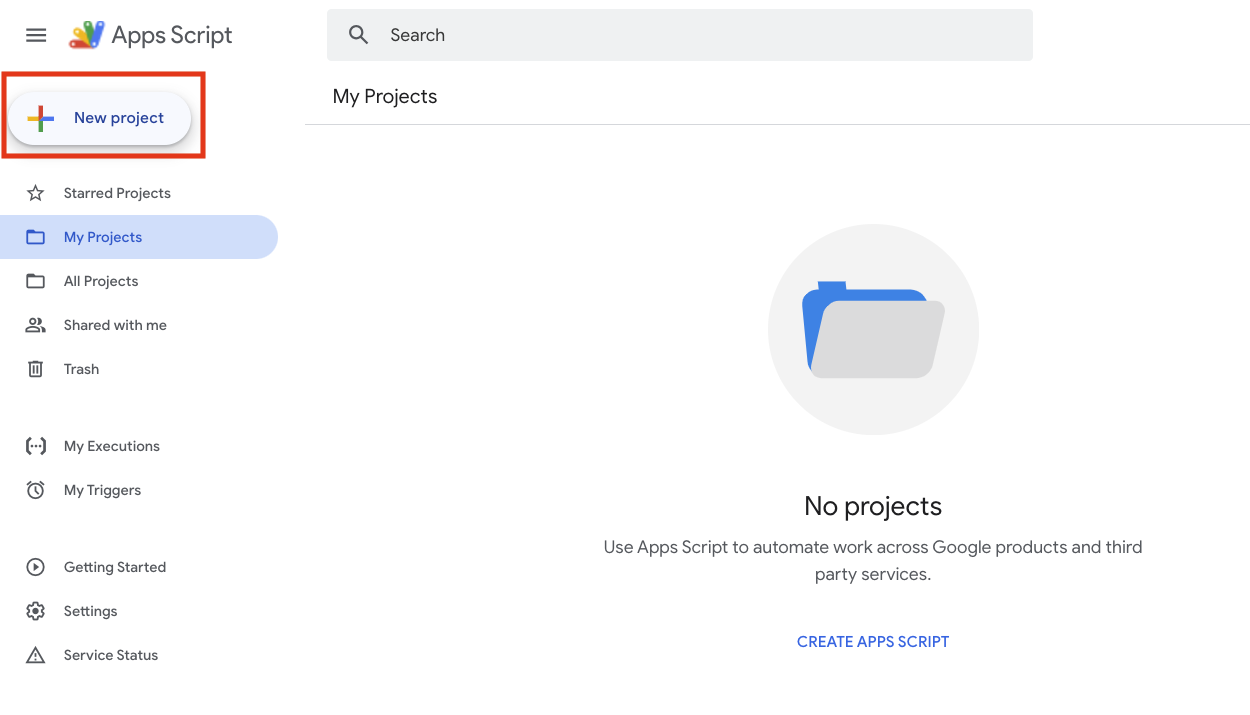 Apps Script
Search
New project
My Projects
Starred Projects
My Projects
All Projects
Shared with me
Trash
My Executions
My Triggers
Getting Started
Settings
Service Status
No projects
Use Apps Script to automate work across Google products and third
party services.
CREATE APPS SCRIPT